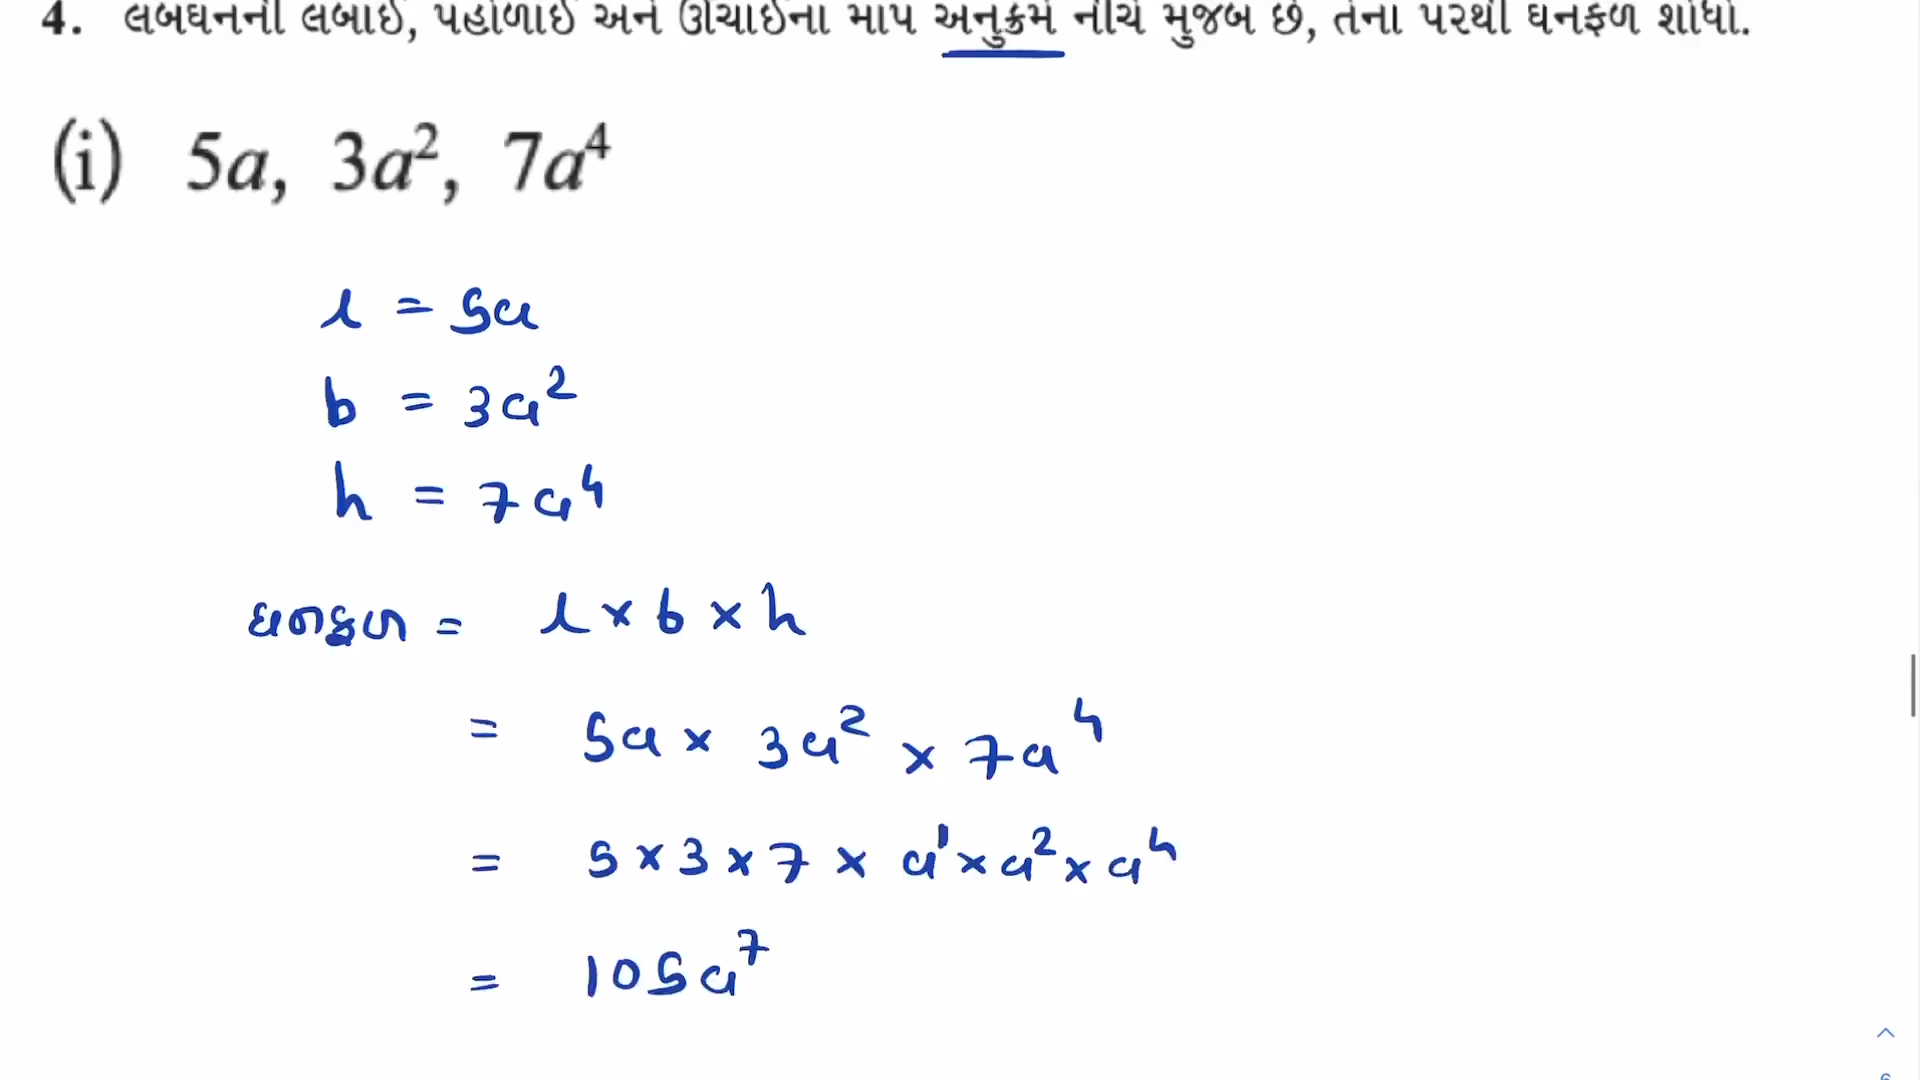 4. લંબઘનની લંબાઈ, પહોળાઈ અને ઊંચાઈના માપ અનુક્રમે નીચે મુજબ છે, તેના પરથી ઘનફળ શોધો.
(i) 5a, 3a², 7a⁴
l = 5a
b = 3a²
h = 7a⁴
ઘનફળ = l × b × h
= 5a × 3a² × 7a⁴
= 5 × 3 × 7 × a¹ × a² × a⁴
= 105a⁷